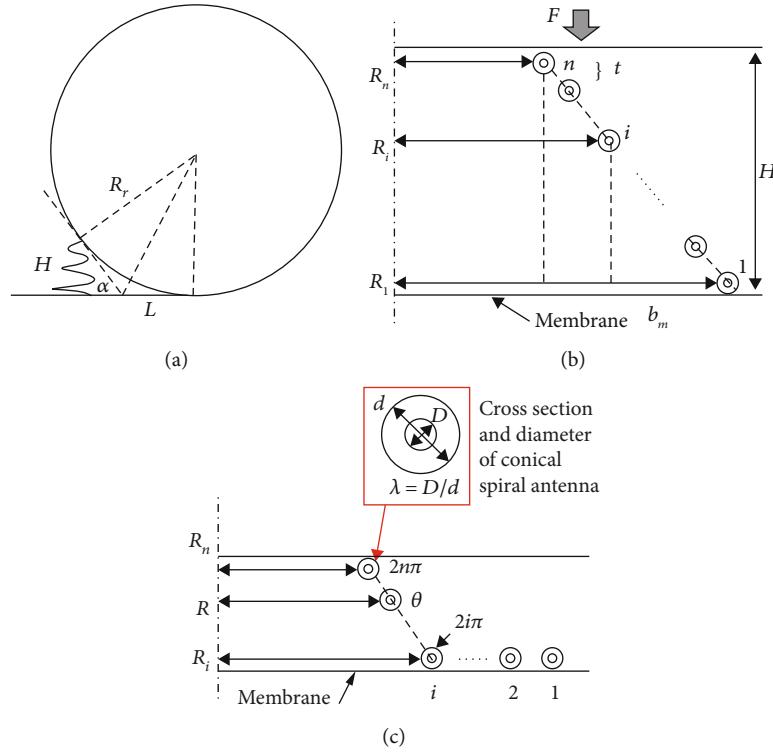 R_r
H
α
L
(a)
F
R_n
n
} t
R_i
i
H
R_1
1
Membrane
b_m
(b)
d
D
λ = D/d
Cross section
and diameter
of conical
spiral antenna
R_n
2nπ
R
θ
2iπ
R_i
Membrane
i
2
1
(c)